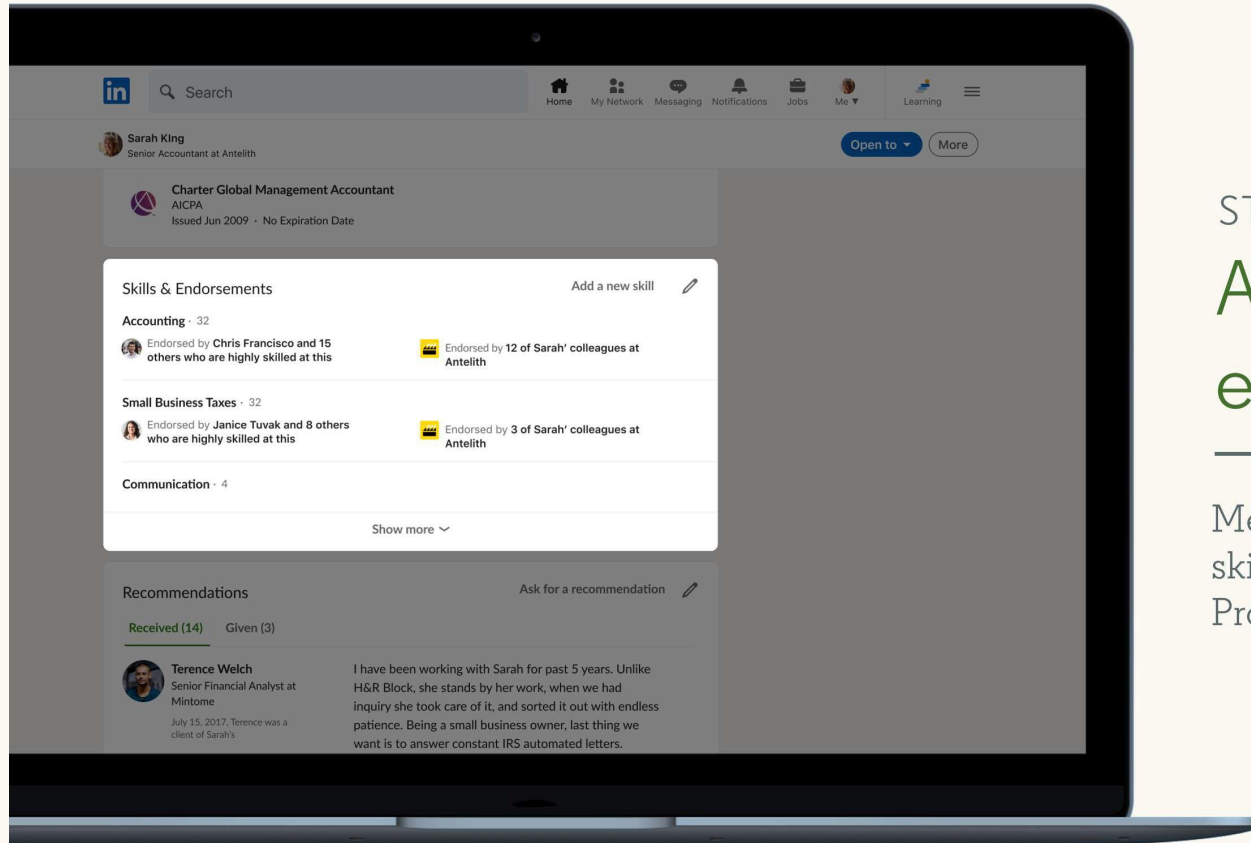 in Search
Home My Network Messaging Notifications Jobs Me ▼ Learning
Sarah KIng
Senior Accountant at Antelith
Open to More
Charter Global Management Accountant
AICPA
Issued Jun 2009 · No Expiration Date
Skills & Endorsements
Add a new skill
Accounting · 32
Endorsed by Chris Francisco and 15
others who are highly skilled at this
Endorsed by 12 of Sarah' colleagues at
Antelith
Small Business Taxes · 32
Endorsed by Janice Tuvak and 8 others
who are highly skilled at this
Endorsed by 3 of Sarah' colleagues at
Antelith
Communication · 4
Show more
Recommendations
Ask for a recommendation
Received (14) Given (3)
Terence Welch
Senior Financial Analyst at
Mintome
July 15, 2017, Terence was a
client of Sarah's
I have been working with Sarah for past 5 years. Unlike
H&R Block, she stands by her work, when we had
inquiry she took care of it, and sorted it out with endless
patience. Being a small business owner, last thing we
want is to answer constant IRS automated letters.
ST
A
e
Me
ski
Pro